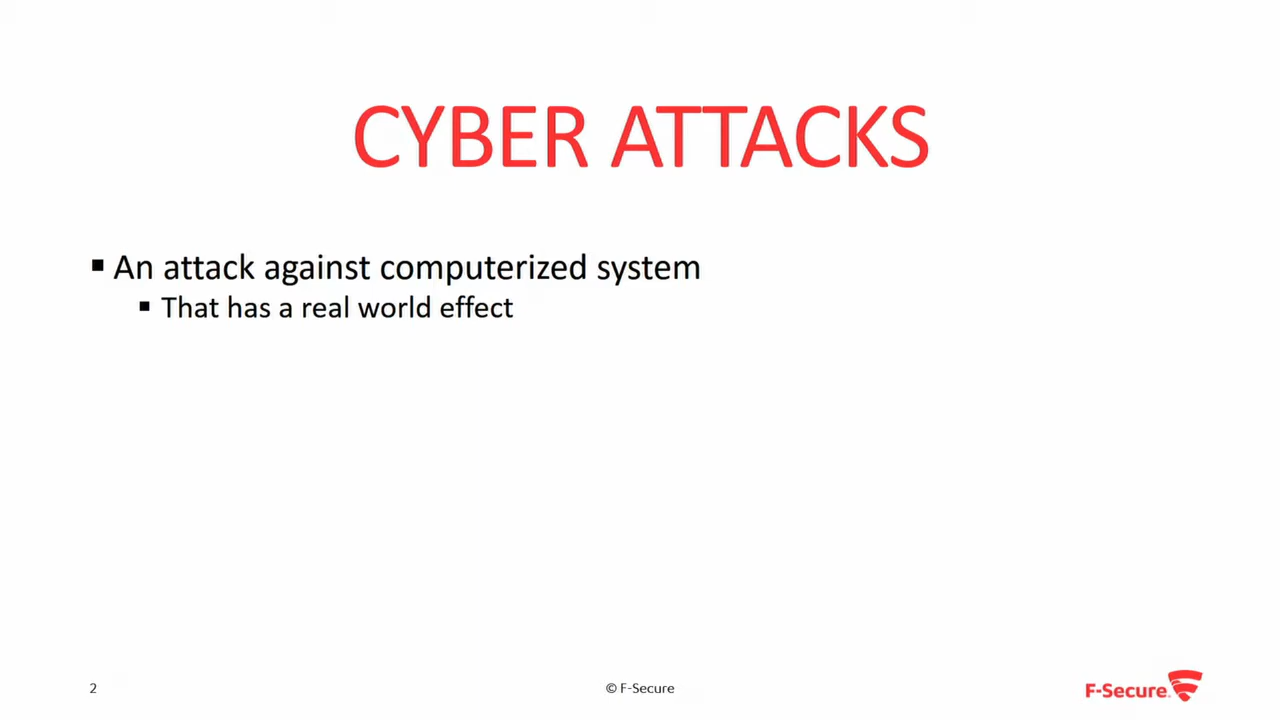 CYBER ATTACKS
▪ An attack against computerized system
▪ That has a real world effect
2
© F-Secure
F-Secure.